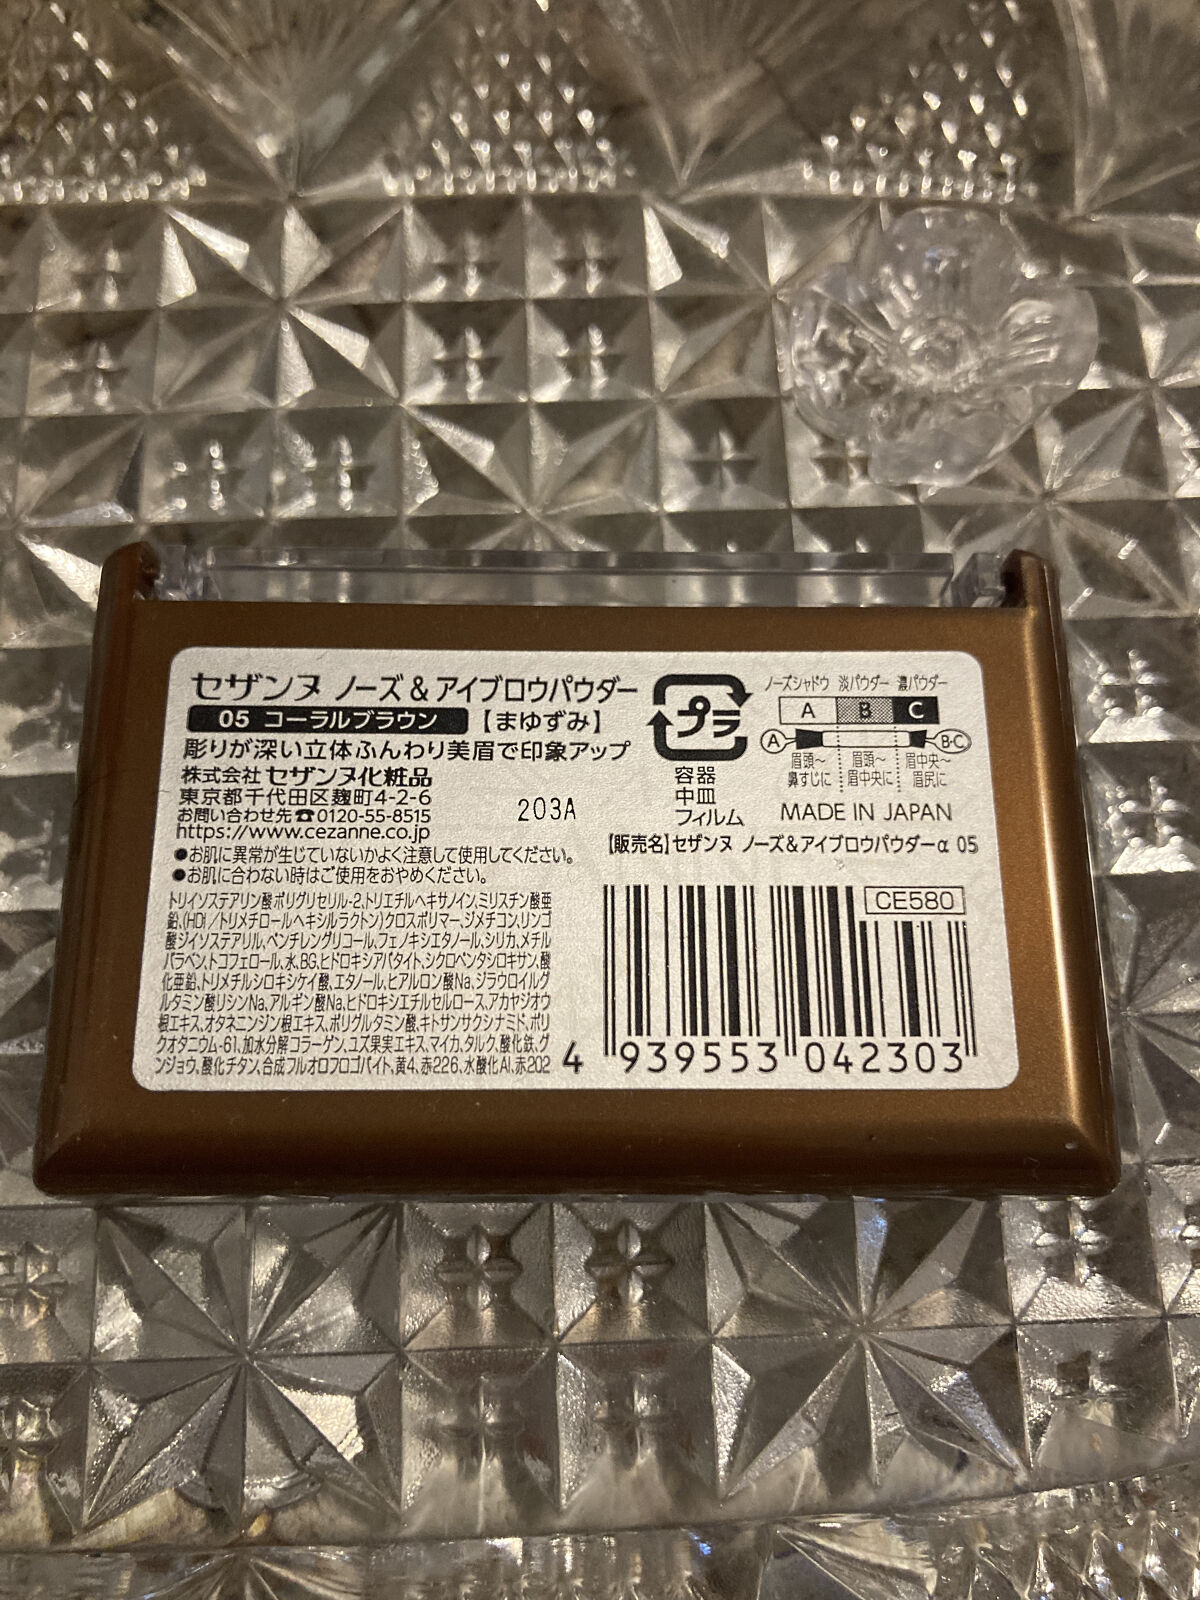 セザンヌ ノーズ&アイブロウパウダー
05 コーラルブラウン 【まゆずみ】
彫りが深い立体ふんわり美眉で印象アップ
株式会社セザンヌ化粧品
東京都千代田区麹町4-2-6
お問い合わせ先☎0120-55-8515
https://www.cezanne.co.jp
203A
●お肌に異常が生じていないかよく注意して使用してください。
●お肌に合わない時はご使用をおやめください。
プラ
容器
中皿
フィルム
ノーズシャドウ 淡パウダー 濃パウダー
A B C
A B・C
眉頭〜 眉頭〜 眉中央〜
鼻すじに 眉中央に 眉尻に
MADE IN JAPAN
【販売名】セザンヌ ノーズ&アイブロウパウダーα 05
トリイソステアリン酸ポリグリセリル-2,トリエチルヘキサノイン,ミリスチン酸亜
鉛,(HDI/トリメチロールヘキシルラクトン)クロスポリマー,ジメチコン,リンゴ
酸ジイソステアリル,ペンチレングリコール,フェノキシエタノール,シリカ,メチル
パラベン,トコフェロール,水,BG,ヒドロキシアパタイト,シクロペンタシロキサン,酸
化亜鉛,トリメチルシロキシケイ酸,エタノール,ヒアルロン酸Na,ジラウロイルグ
ルタミン酸リシンNa,アルギン酸Na,ヒドロキシエチルセルロース,アカヤジオウ
根エキス,オタネニンジン根エキス,ポリグルタミン酸,キトサンサクシナミド,ポリ
クオタニウム-61,加水分解コラーゲン,ユズ果実エキス,マイカ,タルク,酸化鉄,グ
ンジョウ,酸化チタン,合成フルオロフロゴパイト,黄4,赤226,水酸化Al,赤202
CE580
4 939553 042303